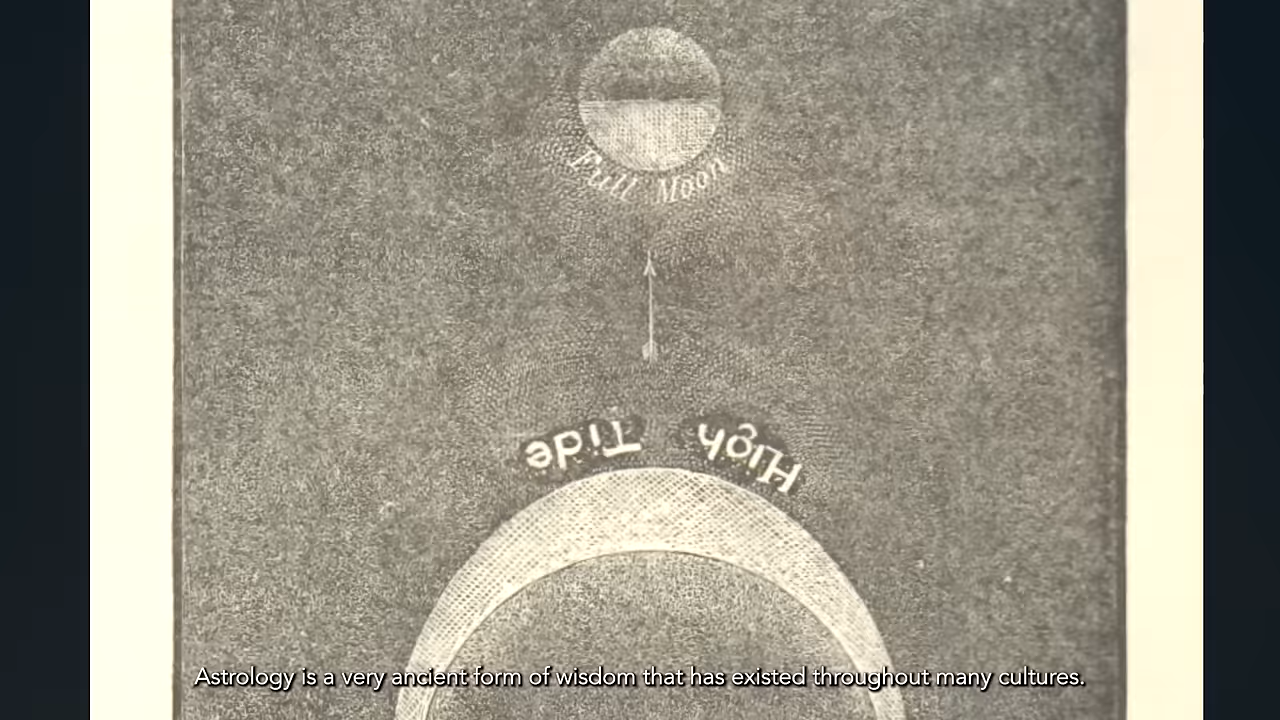 Full Moon
High Tide
Astrology is a very ancient form of wisdom that has existed throughout many cultures.